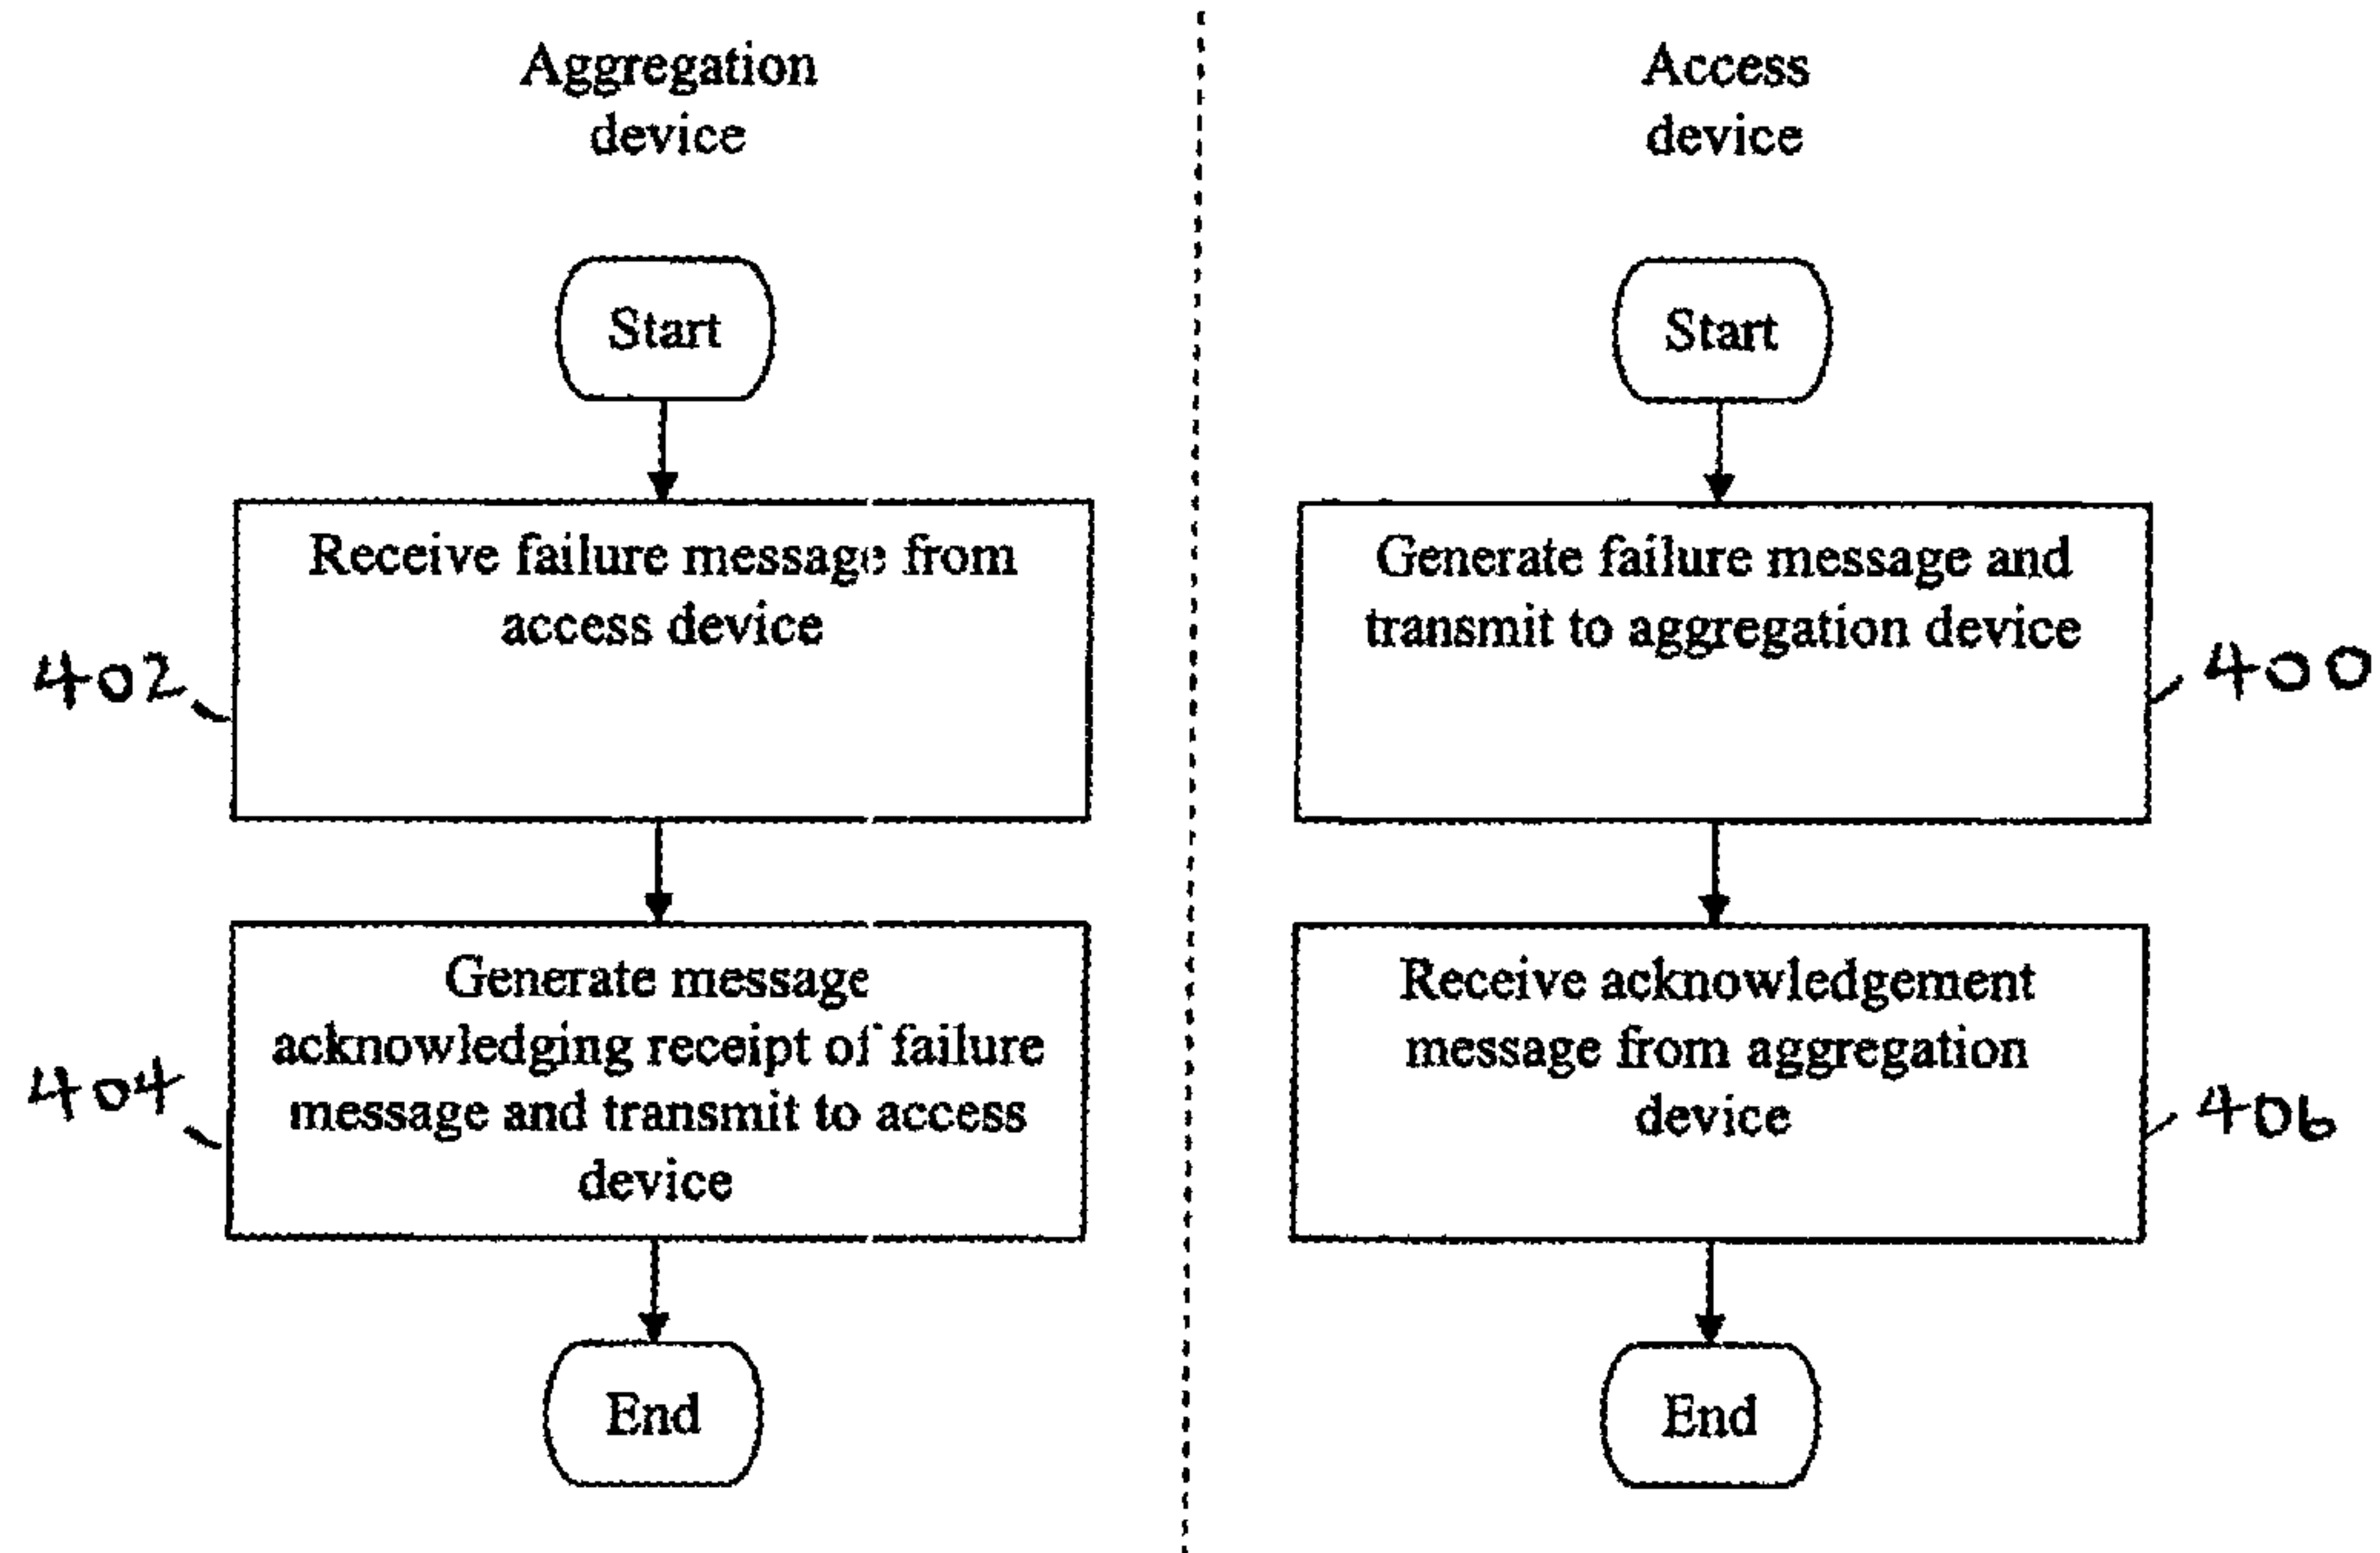 Aggregation
device
Start
Receive failure message from
access device
402
Generate message
acknowledging receipt of failure
message and transmit to access
device
404
End
Access
device
Start
Generate failure message and
transmit to aggregation device
400
Receive acknowledgement
message from aggregation
device
406
End